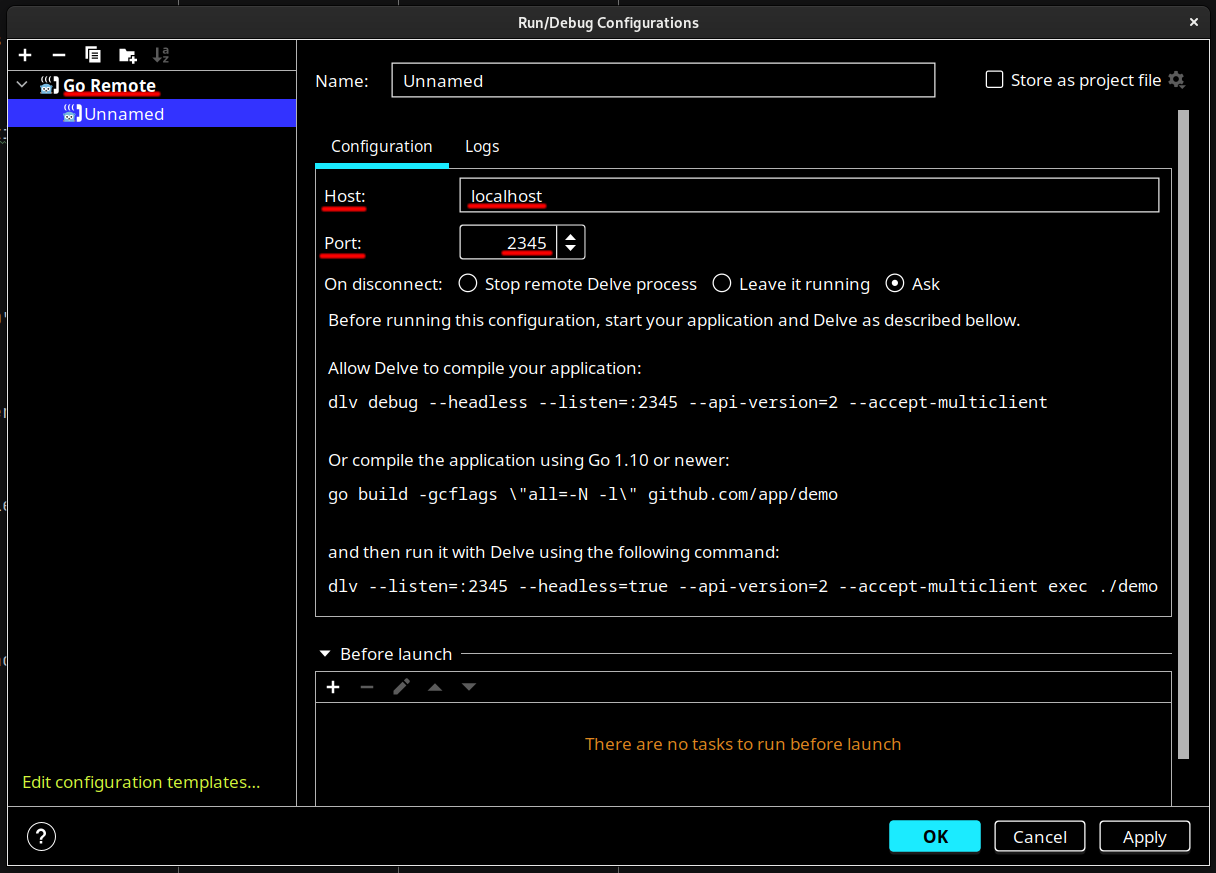 Run/Debug Configurations
Go Remote
Unnamed
Edit configuration templates...
Name: Unnamed
Store as project file
Configuration Logs
Host: localhost
Port: 2345
On disconnect: Stop remote Delve process Leave it running Ask
Before running this configuration, start your application and Delve as described bellow.
Allow Delve to compile your application:
dlv debug --headless --listen=:2345 --api-version=2 --accept-multiclient
Or compile the application using Go 1.10 or newer:
go build -gcflags \"all=-N -l\" github.com/app/demo
and then run it with Delve using the following command:
dlv --listen=:2345 --headless=true --api-version=2 --accept-multiclient exec ./demo
Before launch
There are no tasks to run before launch
?
OK Cancel Apply